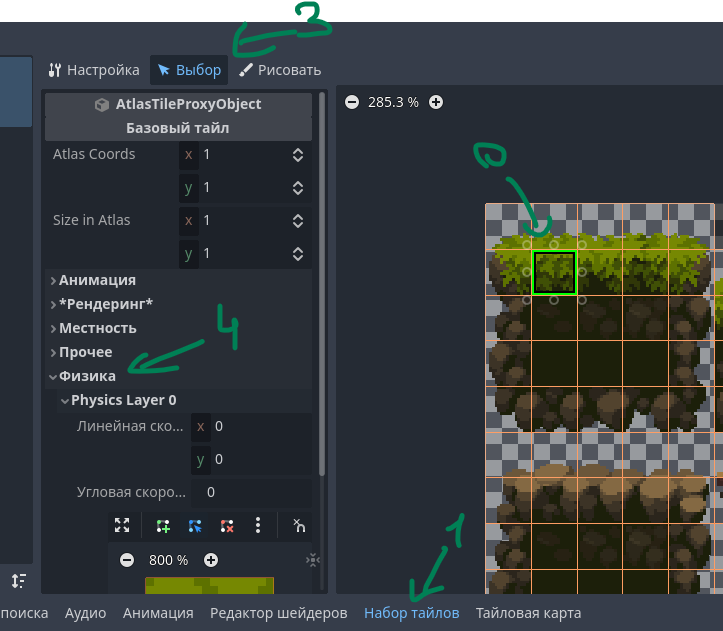 3
Настройка Выбор Рисовать
AtlasTileProxyObject
285.3 %
Базовый тайл
Atlas Coords x 1
y 1
Size in Atlas x 1
y 1
Анимация
*Рендеринг*
4
Местность
Прочее
Физика
Physics Layer 0
Линейная ско... x 0
y 0
Угловая скоро... 0
1
800 %
поиска Аудио Анимация Редактор шейдеров Набор тайлов Тайловая карта